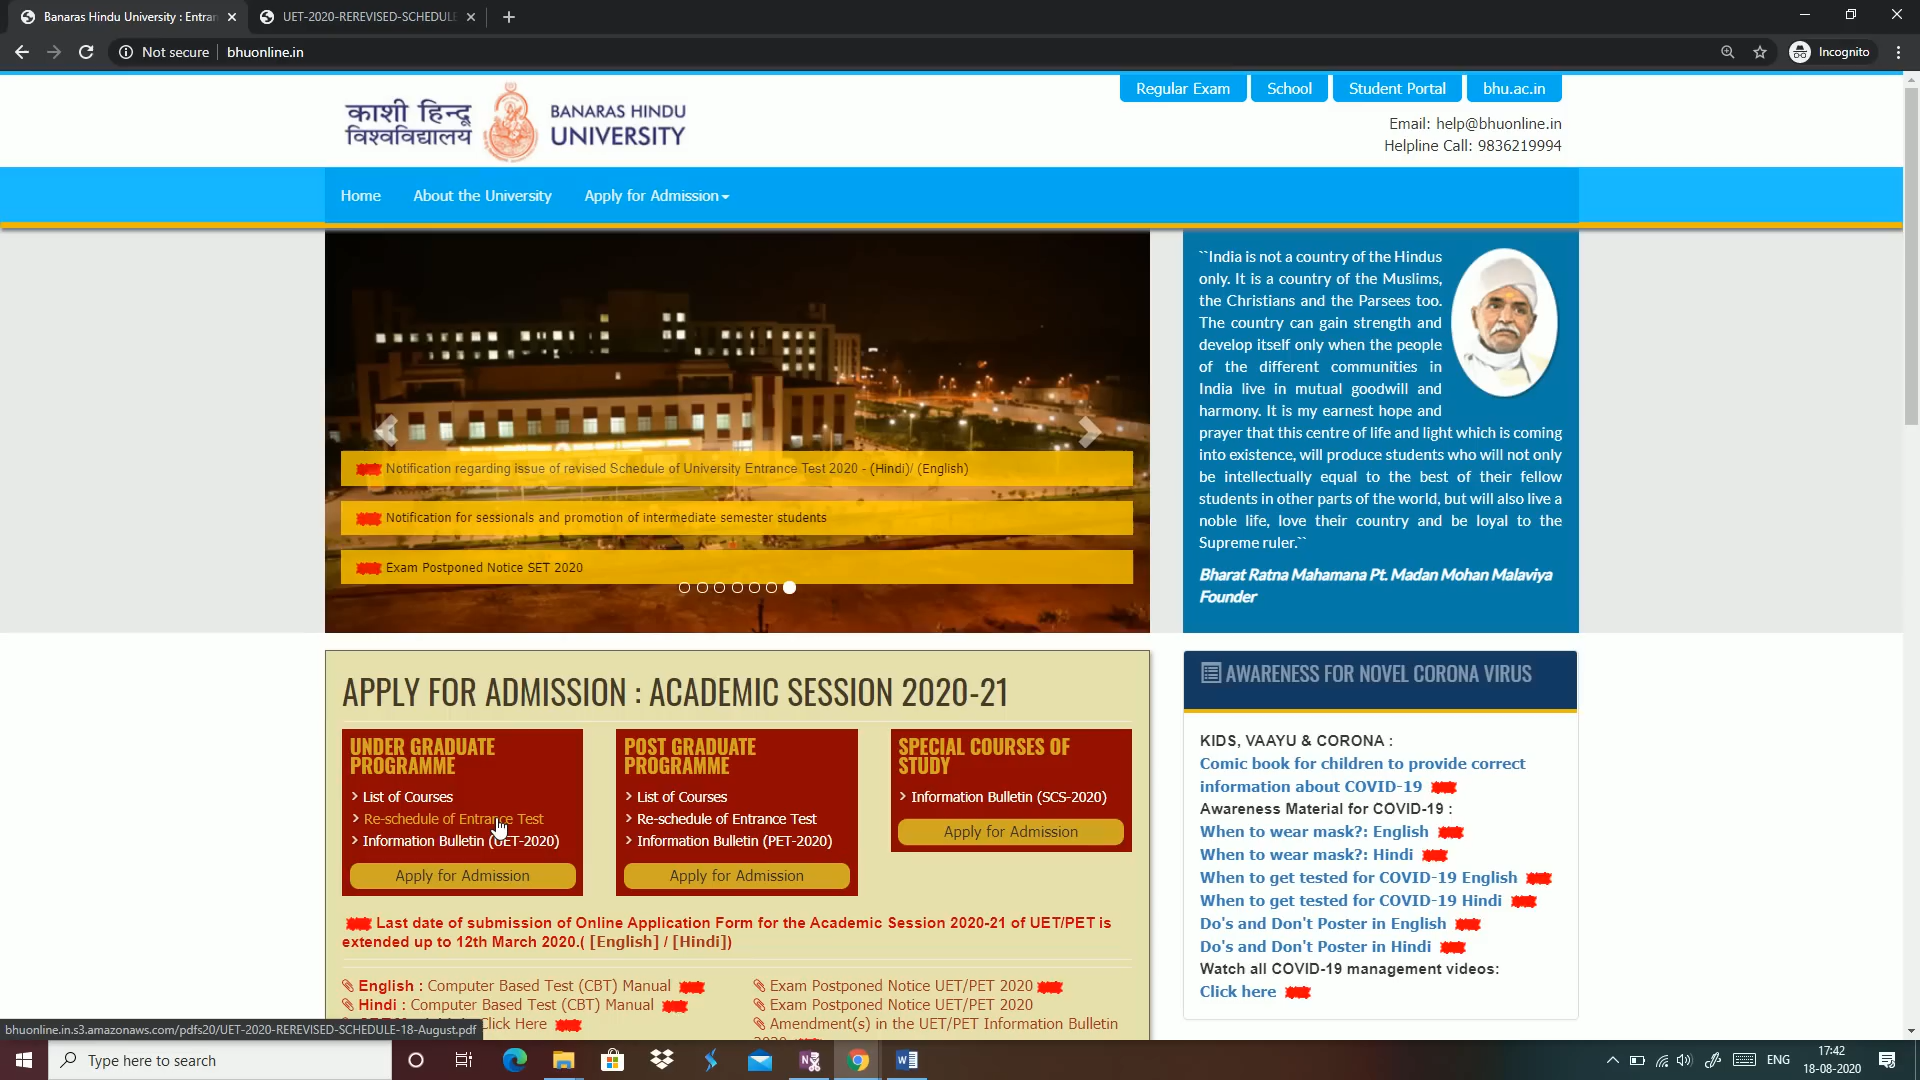 Banaras Hindu University : Entran
UET-2020-REREVISED-SCHEDULE
Not secure
bhuonline.in
Incognito
Regular Exam
School
Student Portal
bhu.ac.in
काशी हिन्दू
विश्वविद्यालय
BANARAS HINDU
UNIVERSITY
Email: help@bhuonline.in
Helpline Call: 9836219994
Home
About the University
Apply for Admission
Notification regarding issue of revised Schedule of University Entrance Test 2020 - (Hindi)/ (English)
Notification for sessionals and promotion of intermediate semester students
Exam Postponed Notice SET 2020
``India is not a country of the Hindus
only. It is a country of the Muslims,
the Christians and the Parsees too.
The country can gain strength and
develop itself only when the people
of the different communities in
India live in mutual goodwill and
harmony. It is my earnest hope and
prayer that this centre of life and light which is coming
into existence, will produce students who will not only
be intellectually equal to the best of their fellow
students in other parts of the world, but will also live a
noble life, love their country and be loyal to the
Supreme ruler.``
Bharat Ratna Mahamana Pt. Madan Mohan Malaviya
Founder
APPLY FOR ADMISSION : ACADEMIC SESSION 2020-21
UNDER GRADUATE
PROGRAMME
List of Courses
Re-schedule of Entrance Test
Information Bulletin (UET-2020)
Apply for Admission
POST GRADUATE
PROGRAMME
List of Courses
Re-schedule of Entrance Test
Information Bulletin (PET-2020)
Apply for Admission
SPECIAL COURSES OF
STUDY
Information Bulletin (SCS-2020)
Apply for Admission
Last date of submission of Online Application Form for the Academic Session 2020-21 of UET/PET is
extended up to 12th March 2020.( [English] / [Hindi])
English : Computer Based Test (CBT) Manual
Hindi : Computer Based Test (CBT) Manual
Click Here
Exam Postponed Notice UET/PET 2020
Exam Postponed Notice UET/PET 2020
Amendment(s) in the UET/PET Information Bulletin
AWARENESS FOR NOVEL CORONA VIRUS
KIDS, VAAYU & CORONA :
Comic book for children to provide correct
information about COVID-19
Awareness Material for COVID-19 :
When to wear mask?: English
When to wear mask?: Hindi
When to get tested for COVID-19 English
When to get tested for COVID-19 Hindi
Do's and Don't Poster in English
Do's and Don't Poster in Hindi
Watch all COVID-19 management videos:
Click here
bhuonline.in.s3.amazonaws.com/pdfs20/UET-2020-REREVISED-SCHEDULE-18-August.pdf
Type here to search
ENG
17:42
18-08-2020